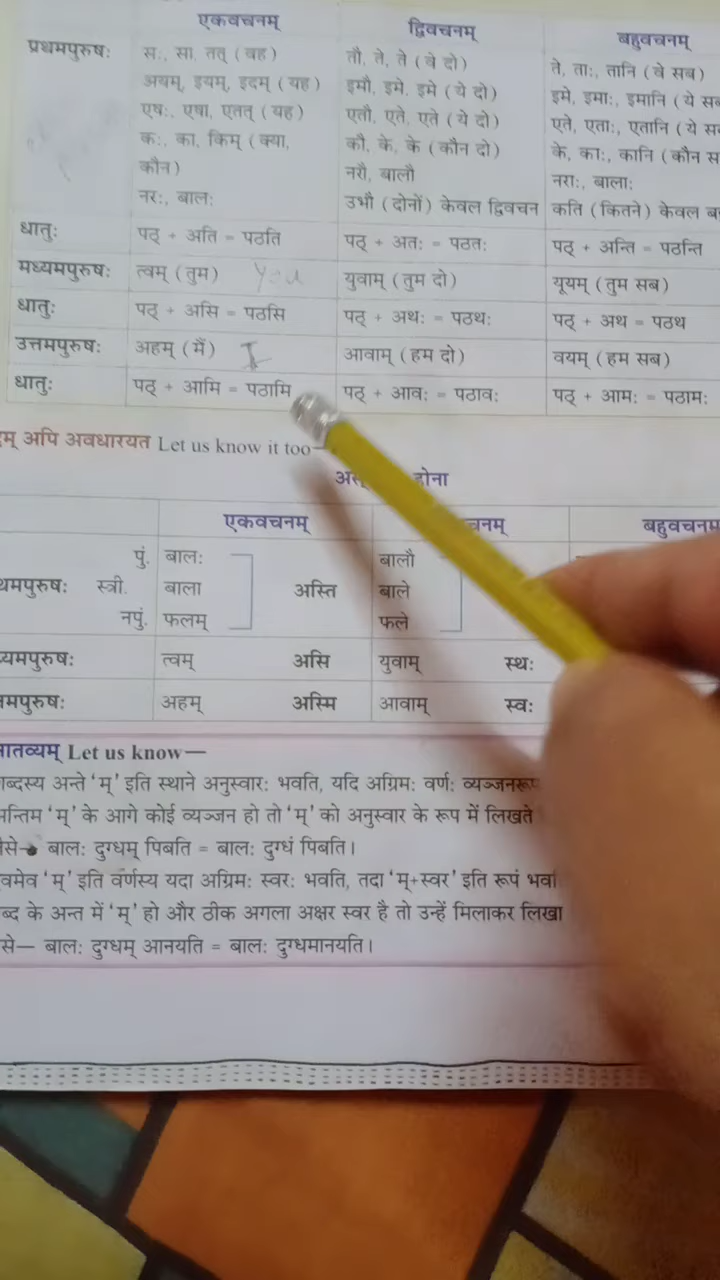 एकवचनम् द्विवचनम् बहुवचनम्
प्रथमपुरुषः सः, सा, तत् (वह) तौ, ते, ते (वे दो) ते, ताः, तानि (वे सब)
अयम्, इयम्, इदम् (यह) इमौ, इमे, इमे (ये दो) इमे, इमाः, इमानि (ये
एषः, एषा, एतत् (यह) एतौ, एते, एते (ये दो) एते, एताः, एतानि (ये
कः, का, किम् (क्या, कौ, के, के (कौन दो) के, काः, कानि (कौन
कौन) नरौ, बालौ नराः, बालाः
नरः, बालः उभौ (दोनों) केवल द्विवचन कति (कितने) केवल
धातुः पठ् + अति = पठति पठ् + अतः = पठतः पठ् + अन्ति = पठन्ति
मध्यमपुरुषः त्वम् (तुम) You युवाम् (तुम दो) यूयम् (तुम सब)
धातुः पठ् + असि = पठसि पठ् + अथः = पठथः पठ् + अथ = पठथ
उत्तमपुरुषः अहम् (मैं) I आवाम् (हम दो) वयम् (हम सब)
धातुः पठ् + आमि = पठामि पठ् + आवः = पठावः पठ् + आमः = पठामः
अपि अवधारयत Let us know it too—
होना
एकवचनम् बहुवचनम्
पुं. बालः बालौ
स्त्री. बाला अस्ति बाले
नपुं. फलम् फले
त्वम् असि युवाम् स्थः
अहम् अस्मि आवाम् स्वः
Let us know—
अन्ते ‘म्’ इति स्थाने अनुस्वारः भवति, यदि अग्रिमः वर्णः
‘म्’ के आगे कोई व्यञ्जन हो तो ‘म्’ को अनुस्वार के रूप में लिखते
बालः दुग्धम् पिबति = बालः दुग्धं पिबति।
‘म्’ इति वर्णस्य यदा अग्रिमः स्वरः भवति, तदा ‘म्+स्वर’ इति रूपं
के अन्त में ‘म्’ हो और ठीक अगला अक्षर स्वर है तो उन्हें मिलाकर लिखा
बालः दुग्धम् आनयति = बालः दुग्धमानयति।